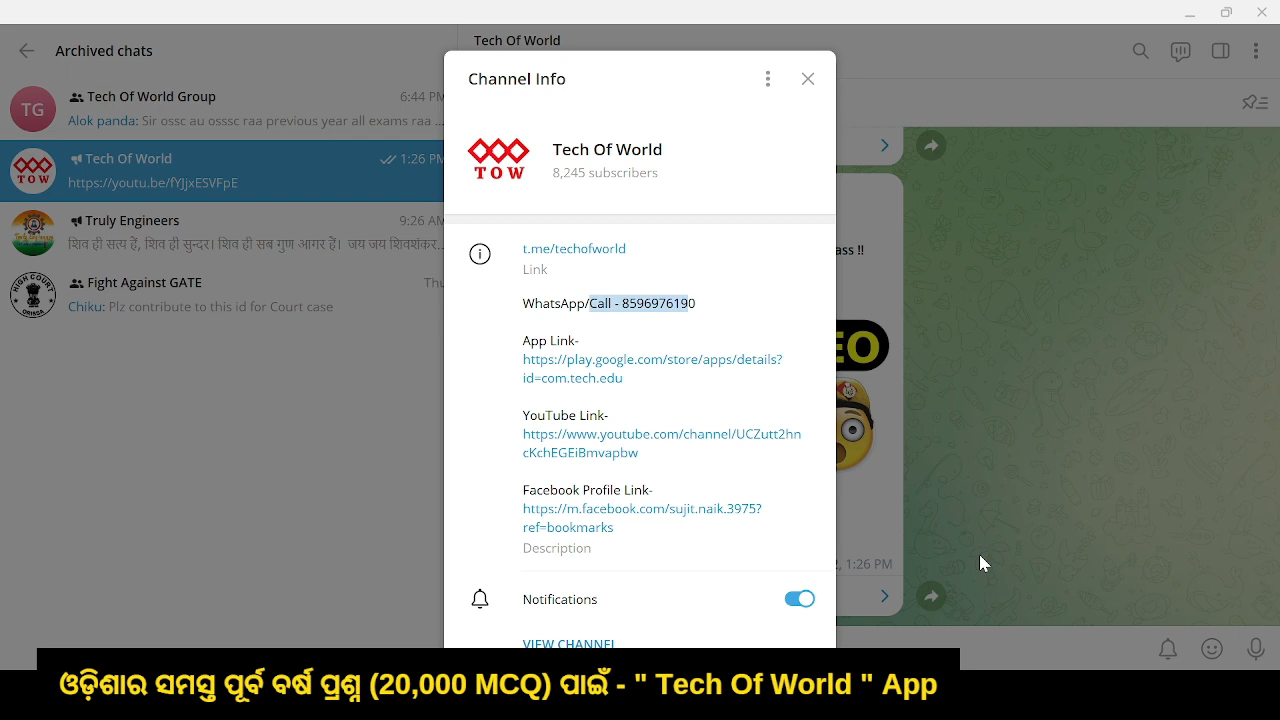 Archived chats
TG
Tech Of World Group
6:44 PM
Alok panda: Sir ossc au osssc raa previous year all exams raa ...
TOW
Tech Of World
1:26 PM
https://youtu.be/fYJjxESVFpE
Truly Engineers
9:26 AM
शिव ही सत्य हें, शिव ही सुन्दर। शिव ही सब गुण आगर हें। जय जय शिवशंकर...
Fight Against GATE
Thu
Chiku: Plz contribute to this id for Court case
Tech Of World
Channel Info
TOW
Tech Of World
8,245 subscribers
t.me/techofworld
Link
WhatsApp/Call - 8596976190
App Link-
https://play.google.com/store/apps/details?
id=com.tech.edu
YouTube Link-
https://www.youtube.com/channel/UCZutt2hn
cKchEGEiBmvapbw
Facebook Profile Link-
https://m.facebook.com/sujit.naik.3975?
ref=bookmarks
Description
Notifications
VIEW CHANNEL
ass !!
EO
1:26 PM
ଓଡ଼ିଶାର ସମସ୍ତ ପୂର୍ବ ବର୍ଷ ପ୍ରଶ୍ନ (20,000 MCQ) ପାଇଁ - " Tech Of World " App